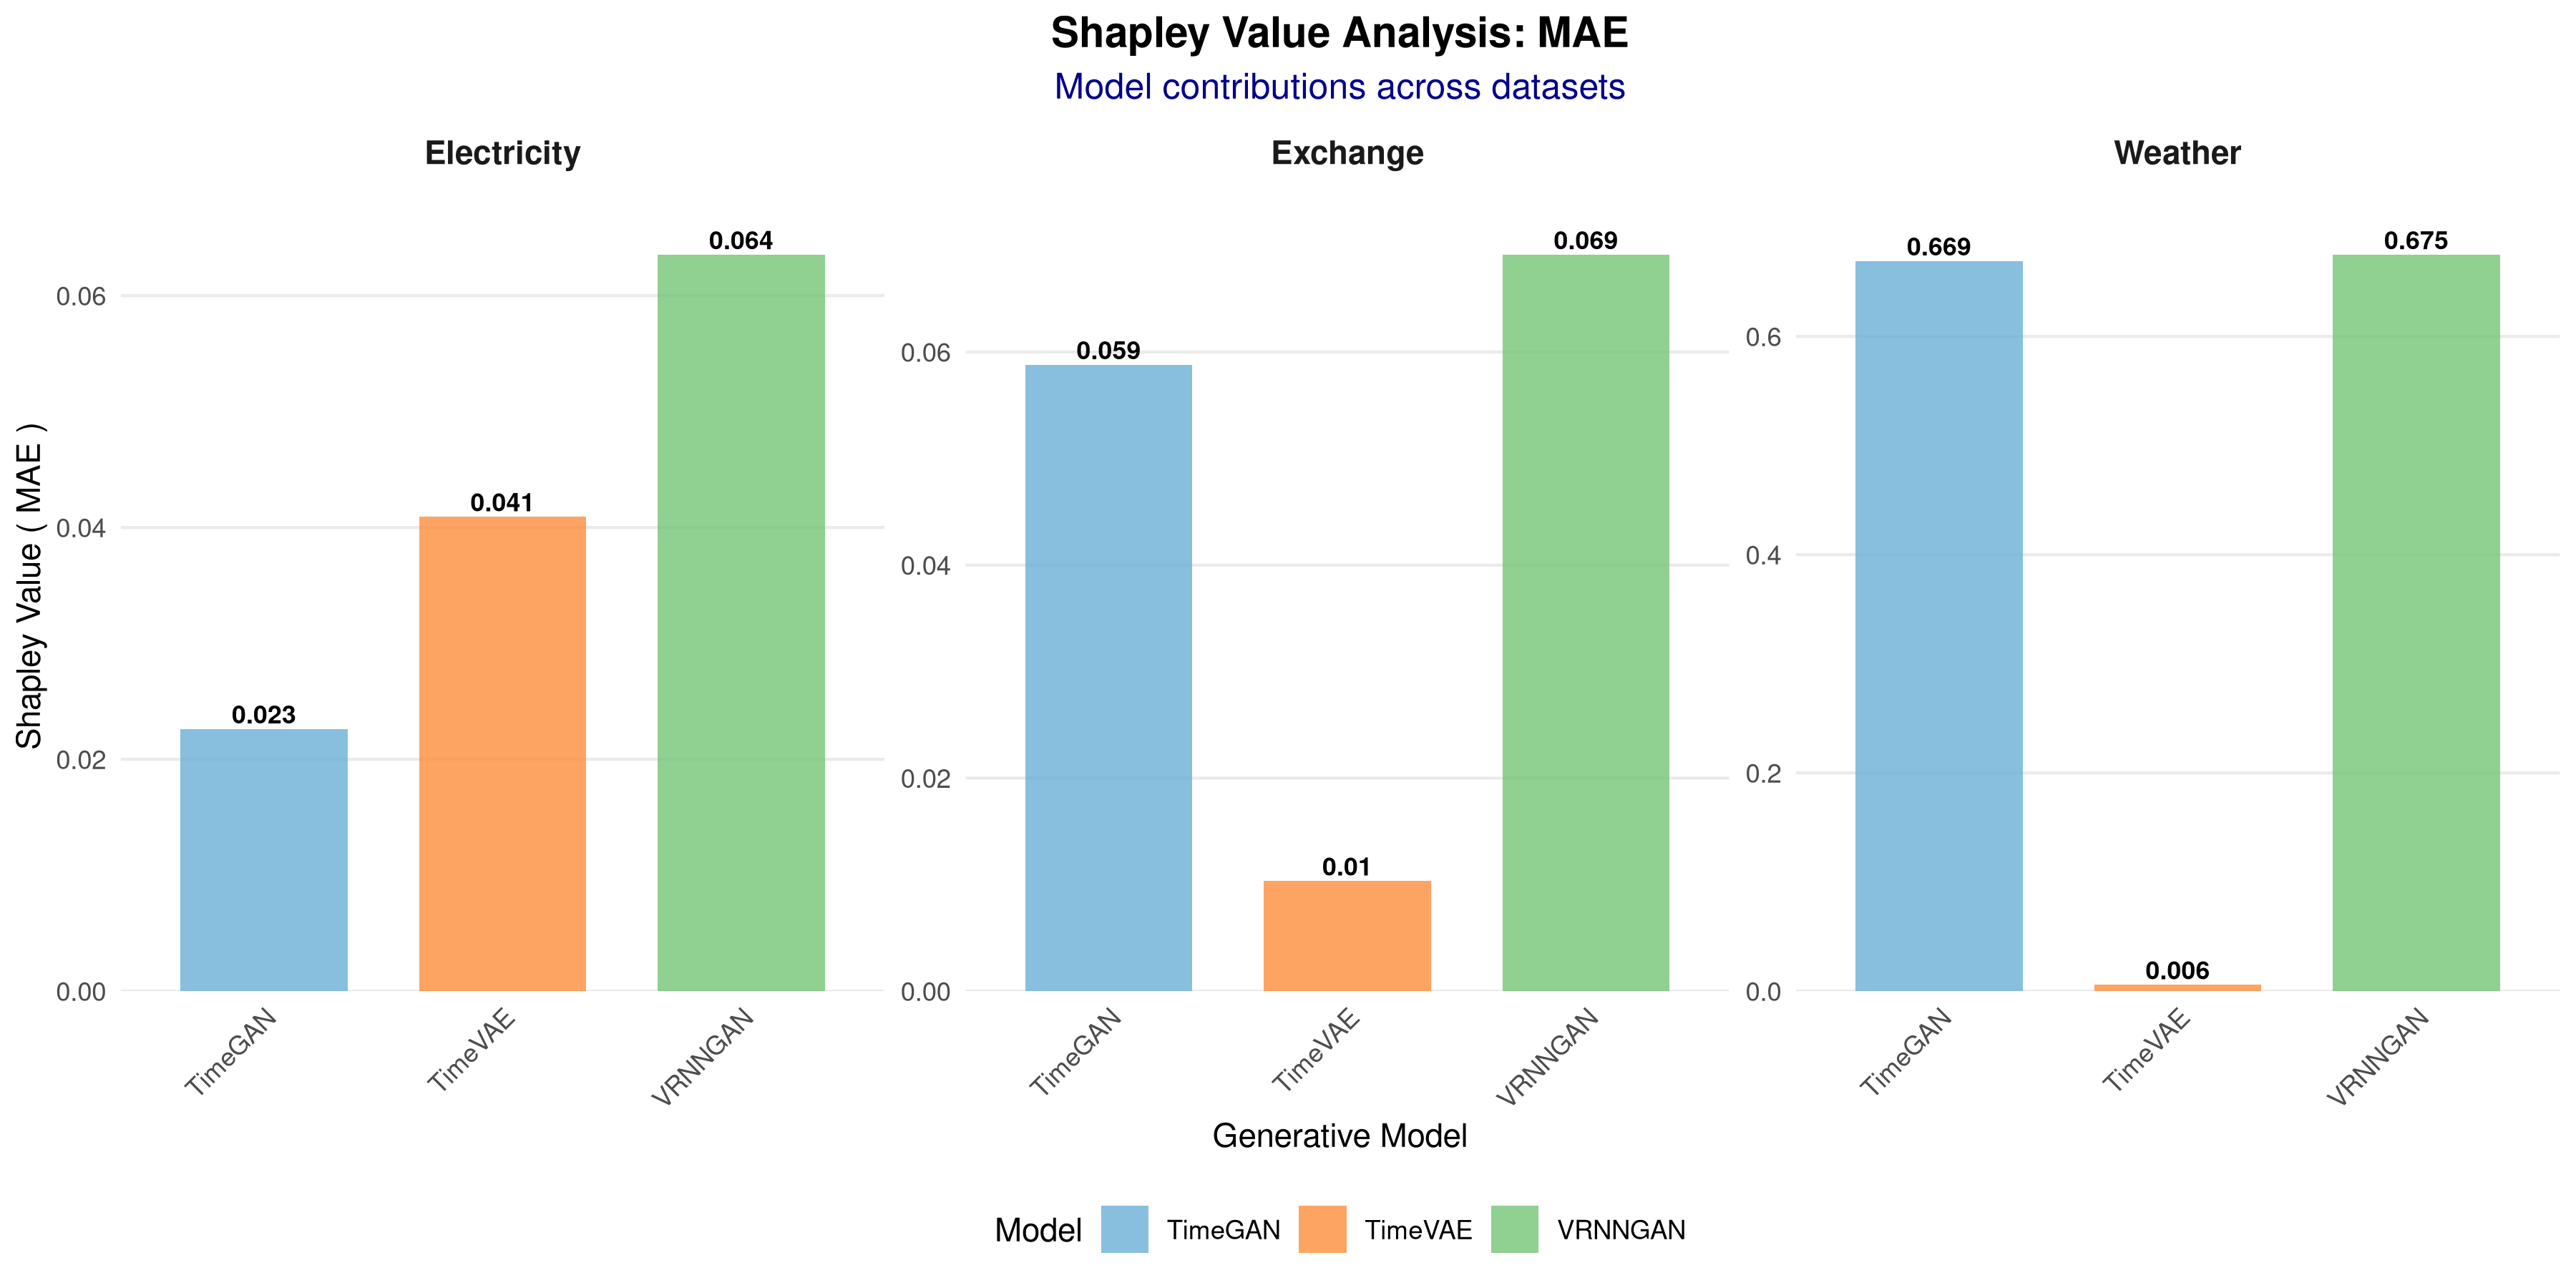 Shapley Value Analysis: MAE
Model contributions across datasets
Electricity
Exchange
Weather
Shapley Value ( MAE )
0.06
0.04
0.02
0.00
0.023
0.041
0.064
TimeGAN
TimeVAE
VRNNGAN
0.06
0.04
0.02
0.00
0.059
0.01
0.069
TimeGAN
TimeVAE
VRNNGAN
0.6
0.4
0.2
0.0
0.669
0.006
0.675
TimeGAN
TimeVAE
VRNNGAN
Generative Model
Model TimeGAN TimeVAE VRNNGAN